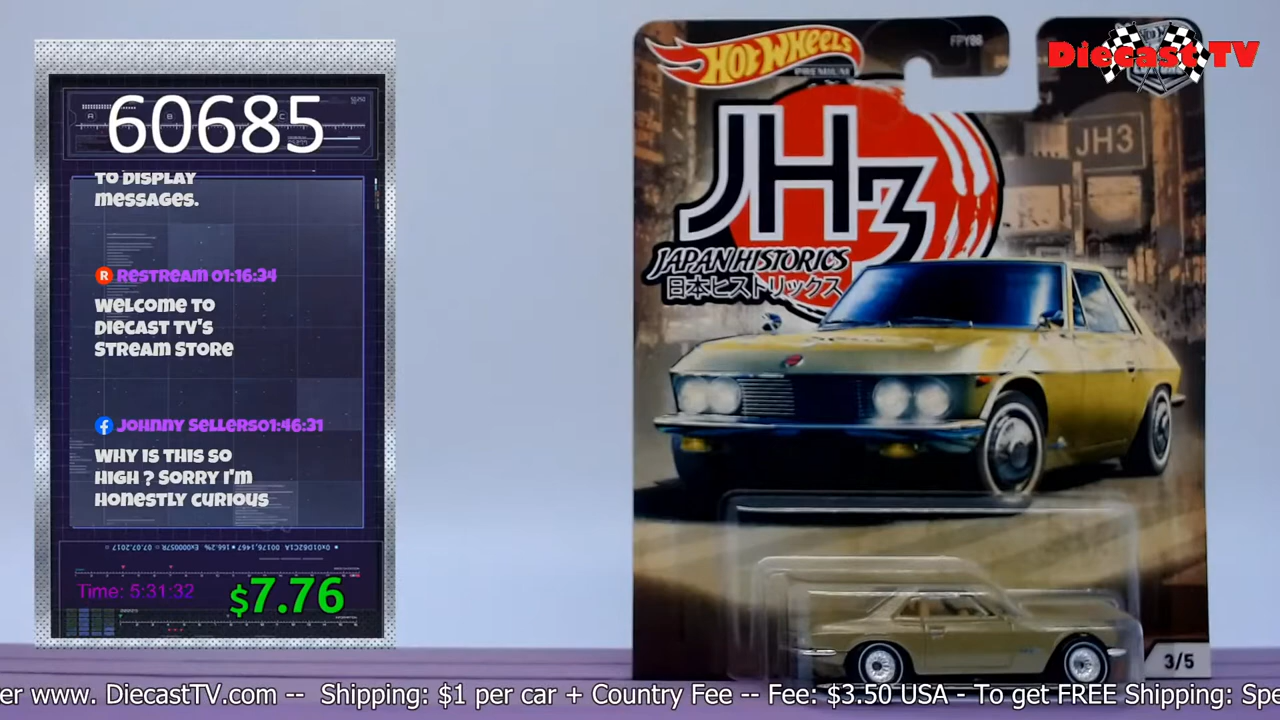 60685
TO DISPLAY
MESSAGES.
R RESTREAM 01:16:34
WELCOME TO
DIECAST TV'S
STREAM STORE
f JOHNNY SELLERS01:46:31
WHY IS THIS SO
HIGH ? SORRY I'M
HONESTLY CURIOUS
Time: 5:31:32
$7.76
HOT WHEELS
PREMIUM
FPY86
Diecast TV
JH3
JH3
JAPAN HISTORICS
日本ヒストリックス
3/5
er www. DiecastTV.com -- Shipping: $1 per car + Country Fee -- Fee: $3.50 USA - To get FREE Shipping: Spe